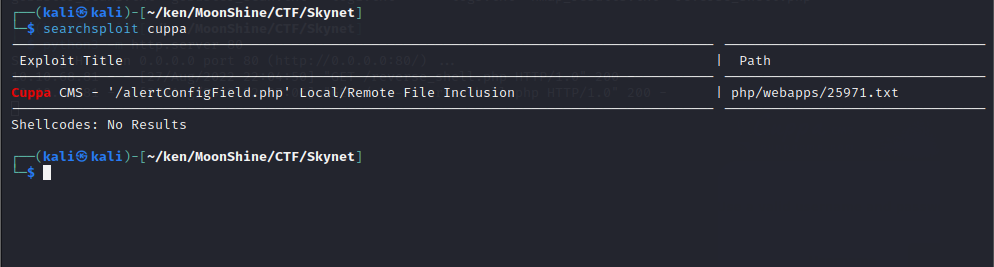 ┌──(kali㉿kali)-[~/ken/MoonShine/CTF/Skynet]
└─$ searchsploit cuppa
Exploit Title | Path
Cuppa CMS - '/alertConfigField.php' Local/Remote File Inclusion | php/webapps/25971.txt
Shellcodes: No Results
┌──(kali㉿kali)-[~/ken/MoonShine/CTF/Skynet]
└─$